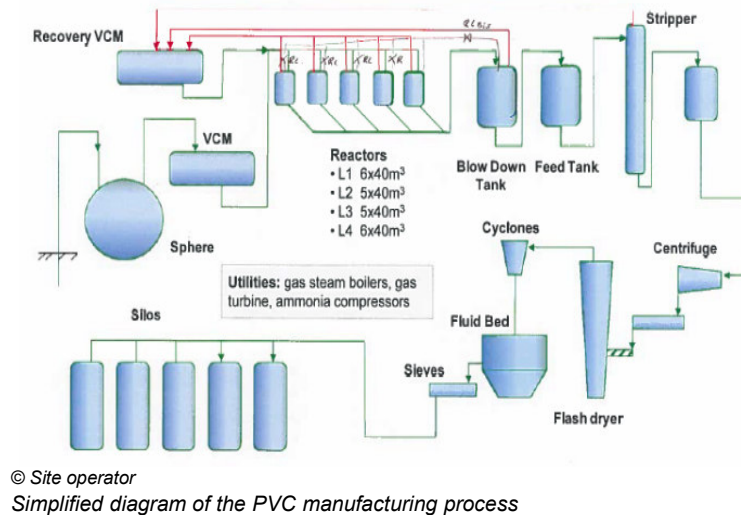 Recovery VCM
Stripper
VCM
Reactors
• L1 6x40m³
• L2 5x40m³
• L3 5x40m³
• L4 6x40m³
Blow Down
Tank
Feed Tank
Sphere
Cyclones
Centrifuge
Utilities: gas steam boilers, gas
turbine, ammonia compressors
Silos
Fluid Bed
Sieves
Flash dryer
© Site operator
Simplified diagram of the PVC manufacturing process